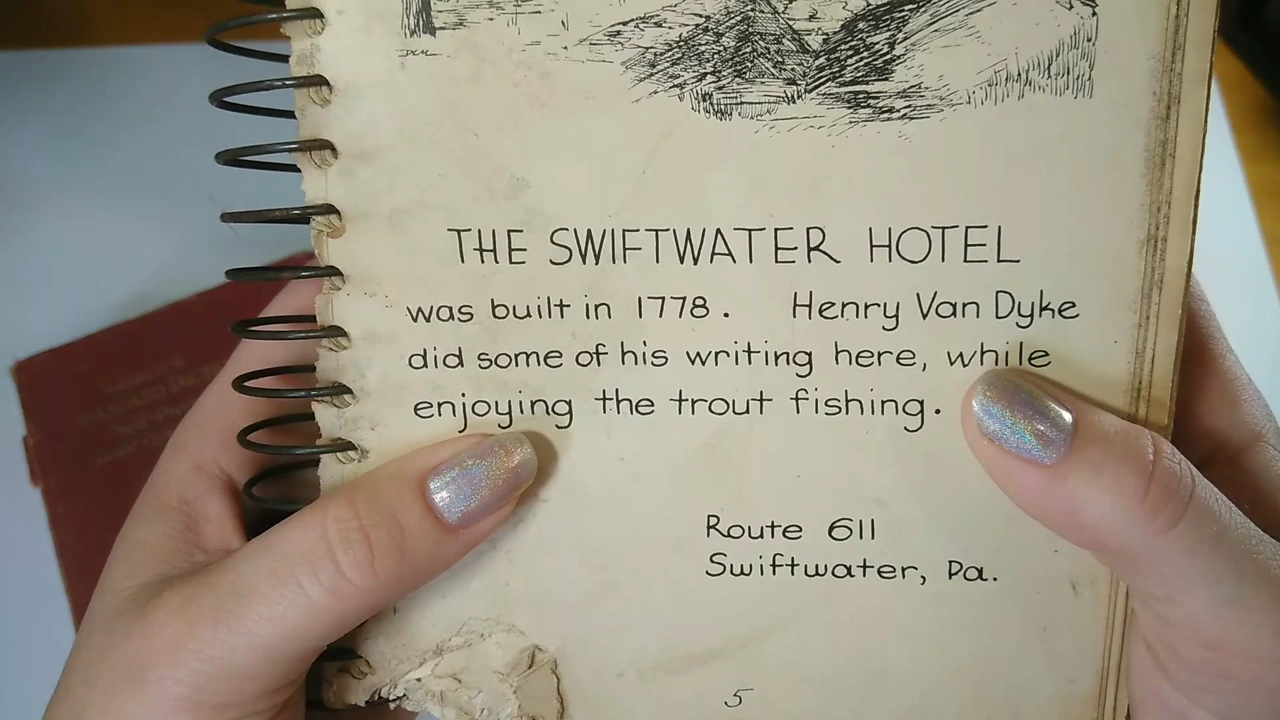 THE SWIFTWATER HOTEL
was built in 1778. Henry Van Dyke
did some of his writing here, while
enjoying the trout fishing.
Route 611
Swiftwater, Pa.
5